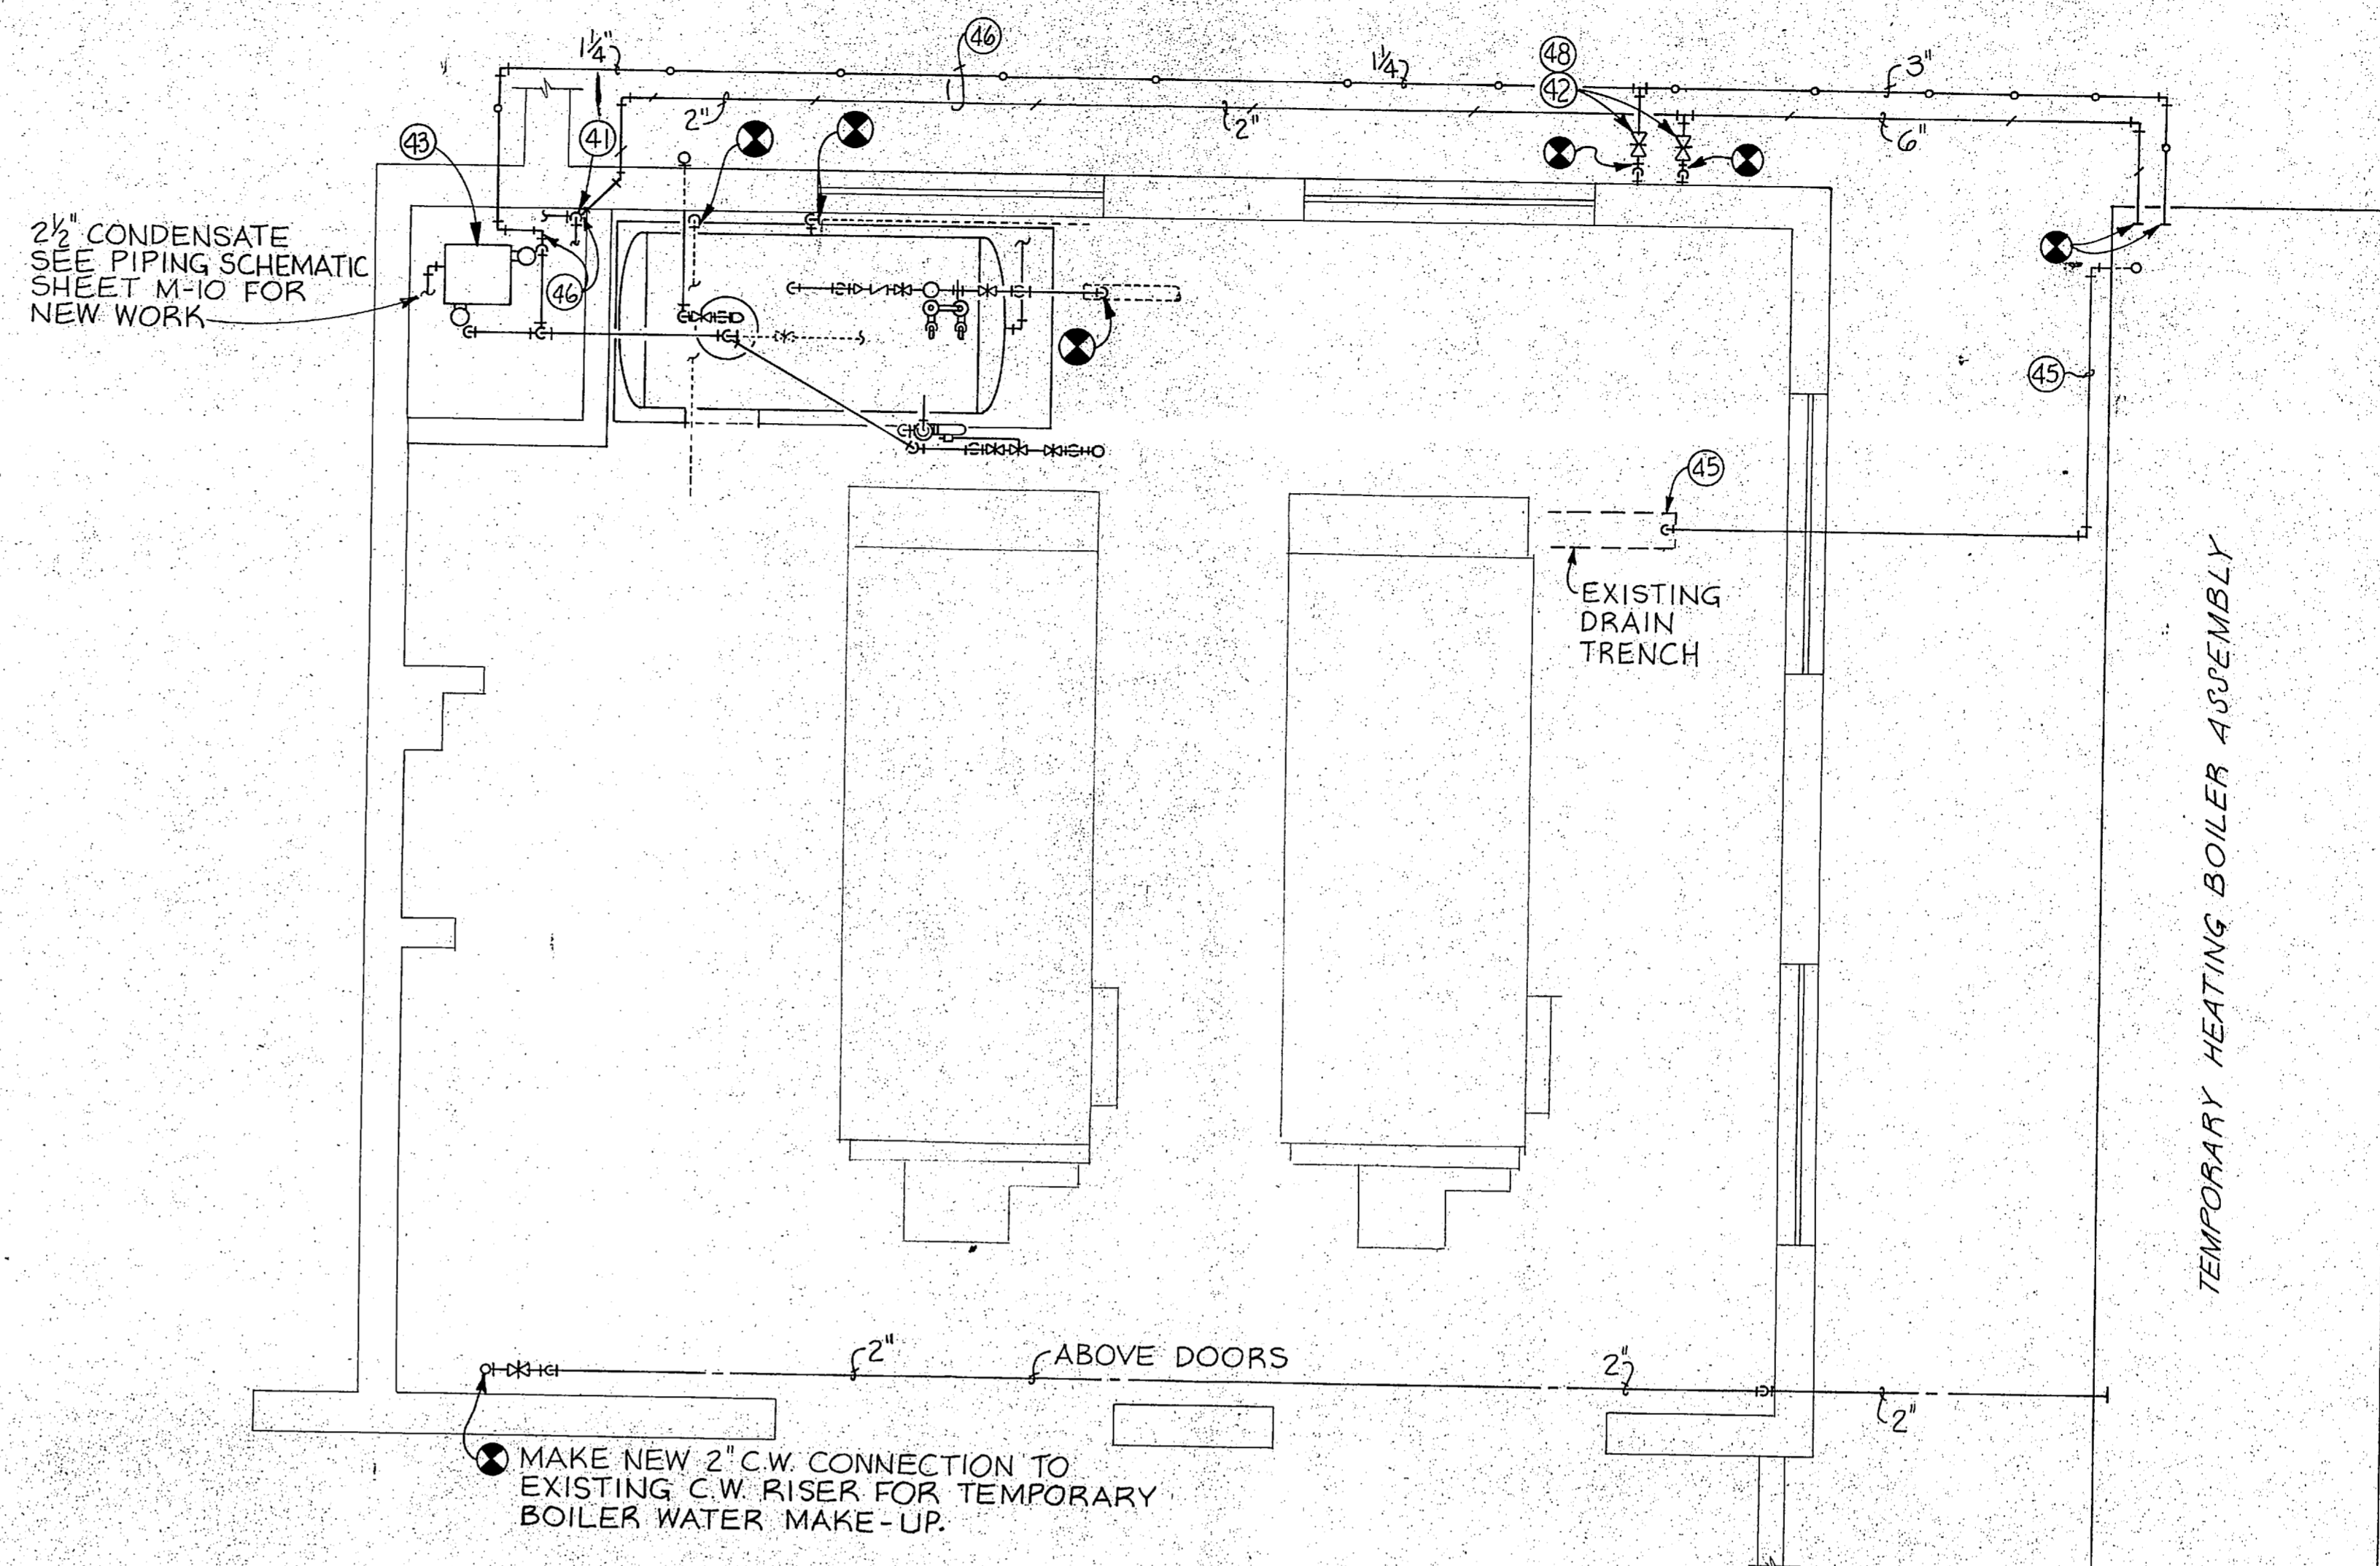 1¼"
46
1¼"
48
42
3"
2"
2"
6"
43
41
2½" CONDENSATE
SEE PIPING SCHEMATIC
SHEET M-10 FOR
NEW WORK
46
45
45
EXISTING
DRAIN
TRENCH
TEMPORARY HEATING BOILER ASSEMBLY
2"
ABOVE DOORS
2"
2"
MAKE NEW 2" C.W. CONNECTION TO
EXISTING C.W. RISER FOR TEMPORARY
BOILER WATER MAKE-UP.